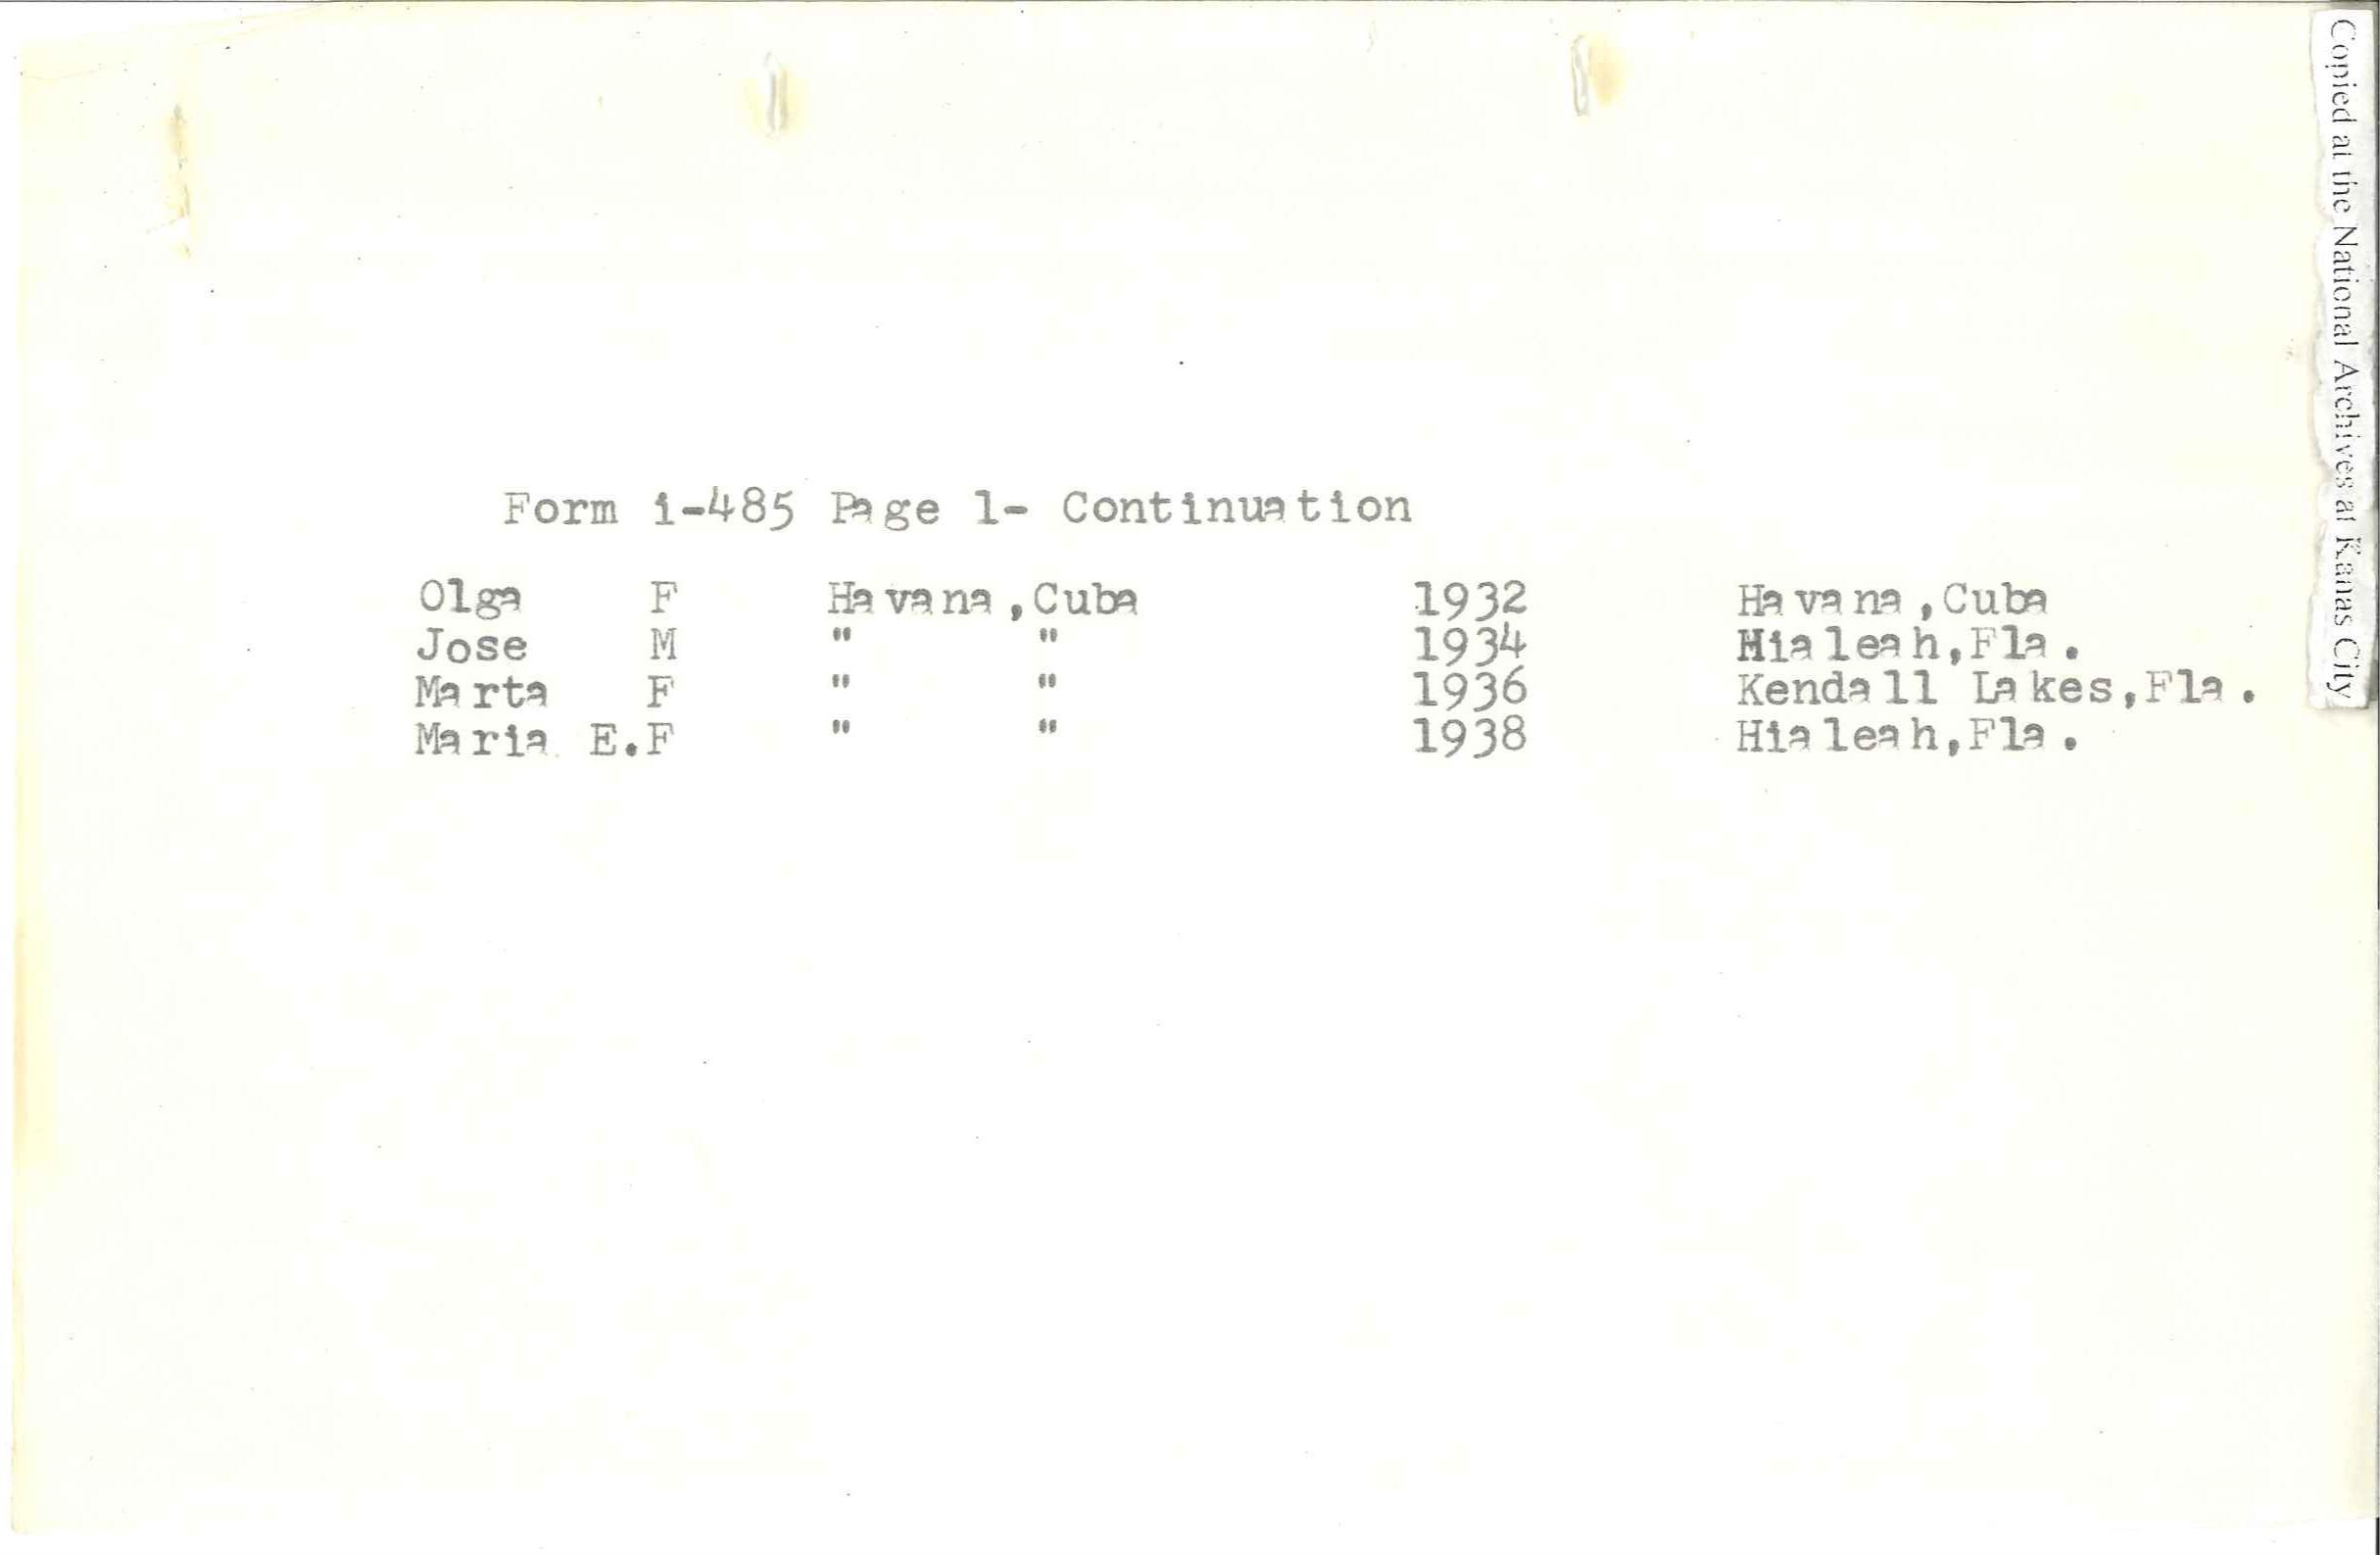 Form i-485 Page 1- Continuation
Olga F Havana,Cuba 1932 Havana,Cuba
Jose M " " 1934 Hialeah,Fla.
Marta F " " 1936 Kendall Lakes,Fla.
Maria E.F " " 1938 Hialeah,Fla.
Copied at the National Archives at Kanas City